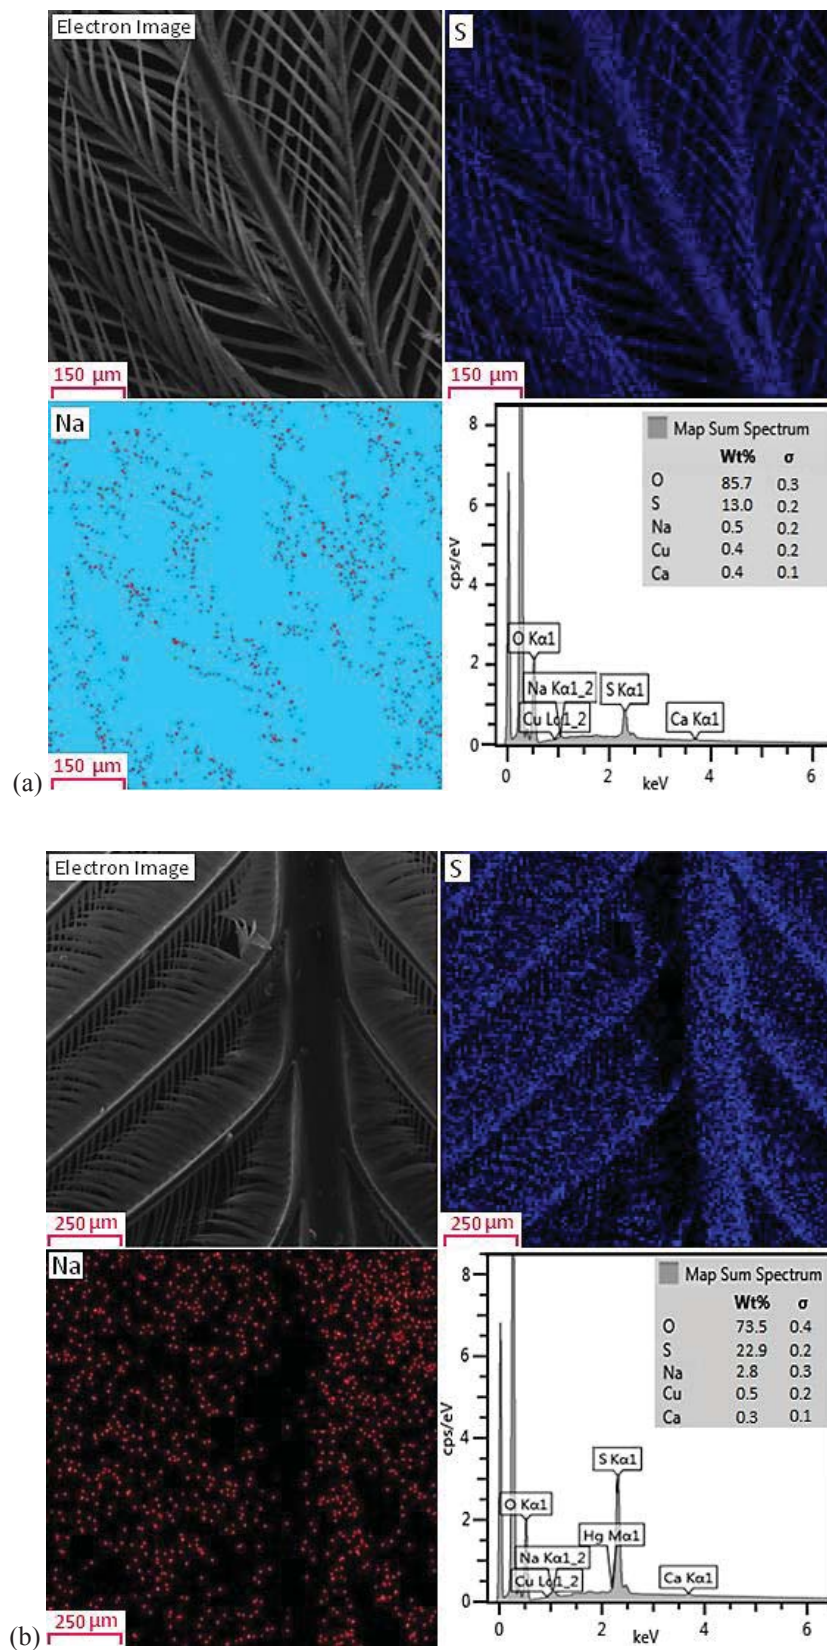 Electron Image
S
150 μm
150 μm
Na
150 μm
(a)
Map Sum Spectrum
Wt% σ
O 85.7 0.3
S 13.0 0.2
Na 0.5 0.2
Cu 0.4 0.2
Ca 0.4 0.1
8
6
4
2
0
cps/eV
O Kα1
Na Kα1_2
S Kα1
Cu Lα1_2
Ca Kα1
0 2 4 6
keV
Electron Image
S
250 μm
250 μm
Na
250 μm
(b)
Map Sum Spectrum
Wt% σ
O 73.5 0.4
S 22.9 0.2
Na 2.8 0.3
Cu 0.5 0.2
Ca 0.3 0.1
8
6
4
2
0
cps/eV
S Kα1
O Kα1
Hg Mα1
Na Kα1_2
Cu Lα1_2
Ca Kα1
0 2 4 6
keV